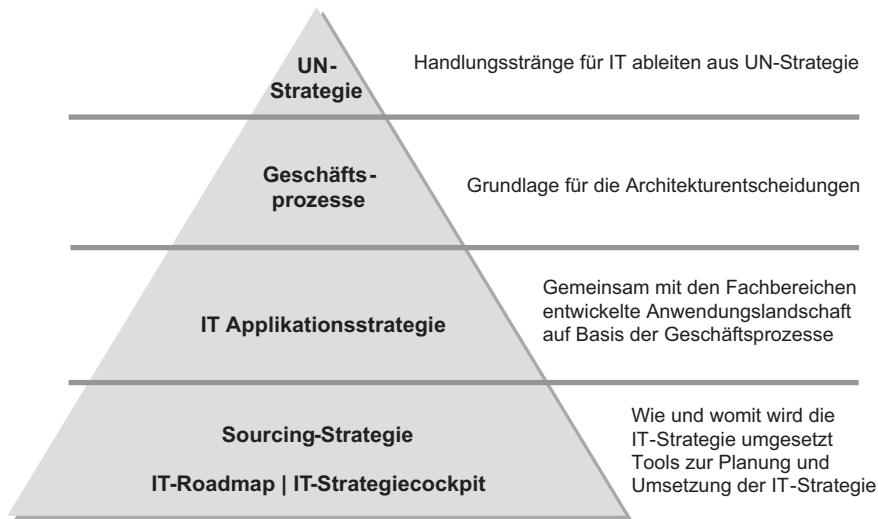 UN-
Strategie
Handlungsstränge für IT ableiten aus UN-Strategie
Geschäfts-
prozesse
Grundlage für die Architekturentscheidungen
IT Applikationsstrategie
Gemeinsam mit den Fachbereichen
entwickelte Anwendungslandschaft
auf Basis der Geschäftsprozesse
Sourcing-Strategie
IT-Roadmap | IT-Strategiecockpit
Wie und womit wird die
IT-Strategie umgesetzt
Tools zur Planung und
Umsetzung der IT-Strategie